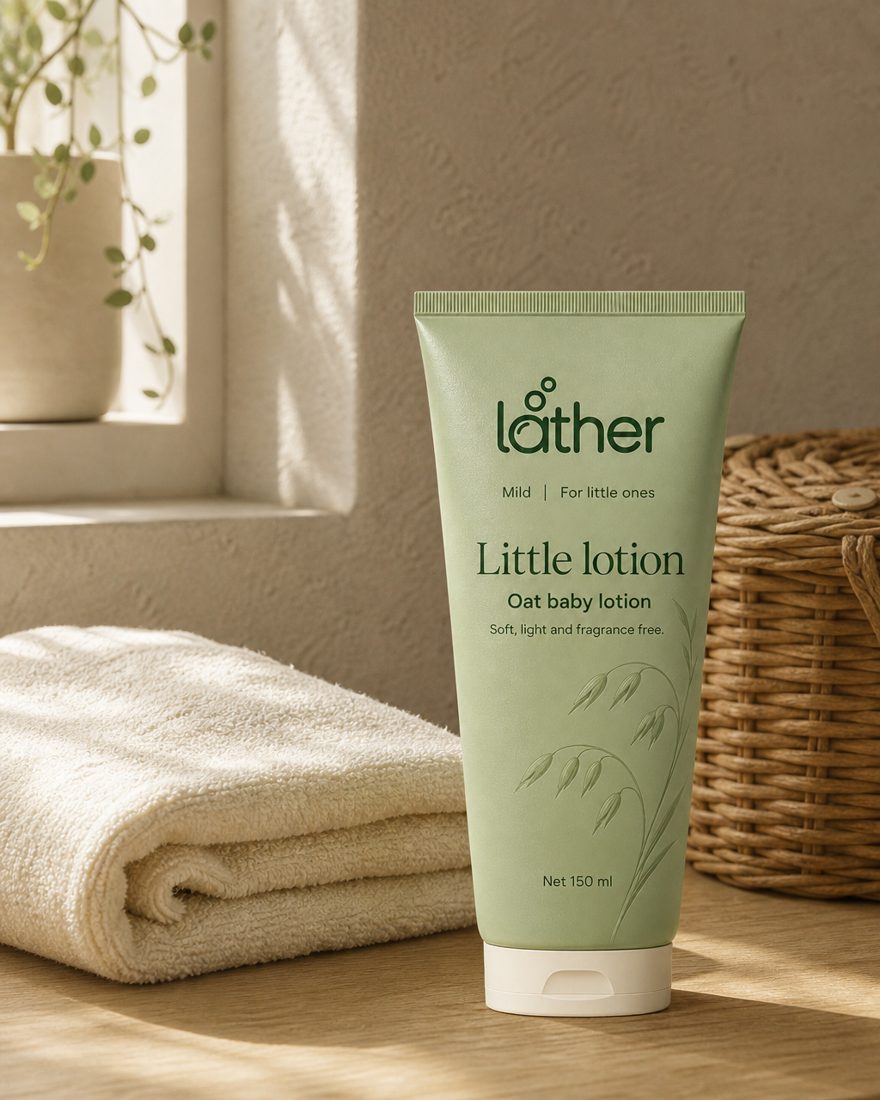 lather
Mild | For little ones
Little lotion
Oat baby lotion
Soft, light and fragrance free.
Net 150 ml